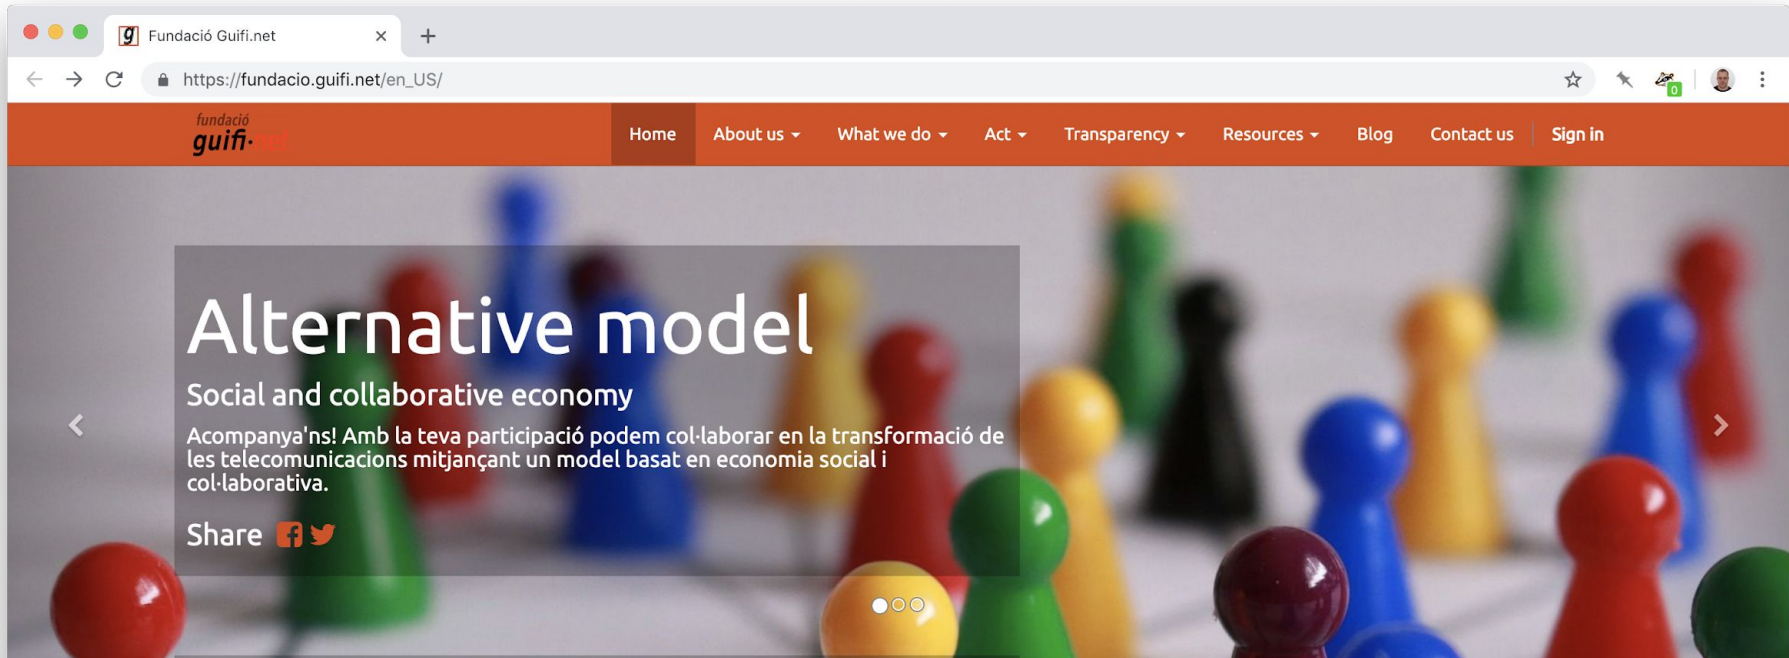 Fundació Guifi.net
https://fundacio.guifi.net/en_US/
0
fundació
guifi·net
Home
About us
What we do
Act
Transparency
Resources
Blog
Contact us
Sign in
Alternative model
Social and collaborative economy
Acompanya'ns! Amb la teva participació podem col·laborar en la transformació de
les telecomunicacions mitjançant un model basat en economia social i
col·laborativa.
Share